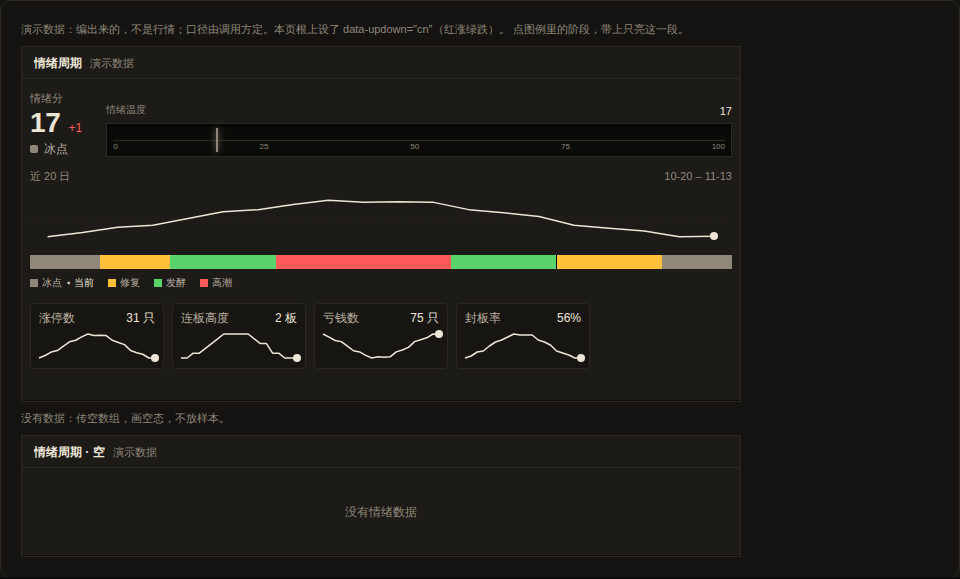 演示数据：编出来的，不是行情；口径由调用方定。本页根上设了 data-updown="cn"（红涨绿跌）。 点图例里的阶段，带上只亮这一段。
情绪周期 演示数据
情绪分
17 +1
冰点
情绪温度 17
0 25 50 75 100
近 20 日 10-20 – 11-13
冰点 • 当前 修复 发酵 高潮
涨停数 31 只
连板高度 2 板
亏钱数 75 只
封板率 56%
没有数据：传空数组，画空态，不放样本。
情绪周期 · 空 演示数据
没有情绪数据